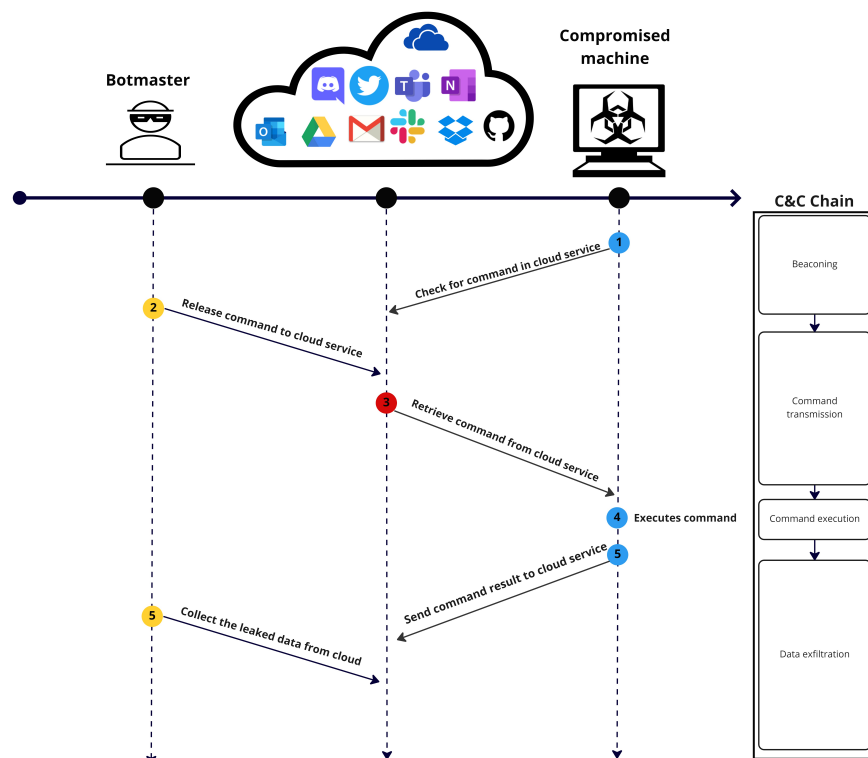 Compromised
machine
Botmaster
C&C Chain
1
Check for command in cloud service
Beaconing
2
Release command to cloud service
3
Retrieve command from cloud service
Command
transmission
4
Executes command
Command execution
5
Send command result to cloud service
5
Collect the leaked data from cloud
Data exfiltration